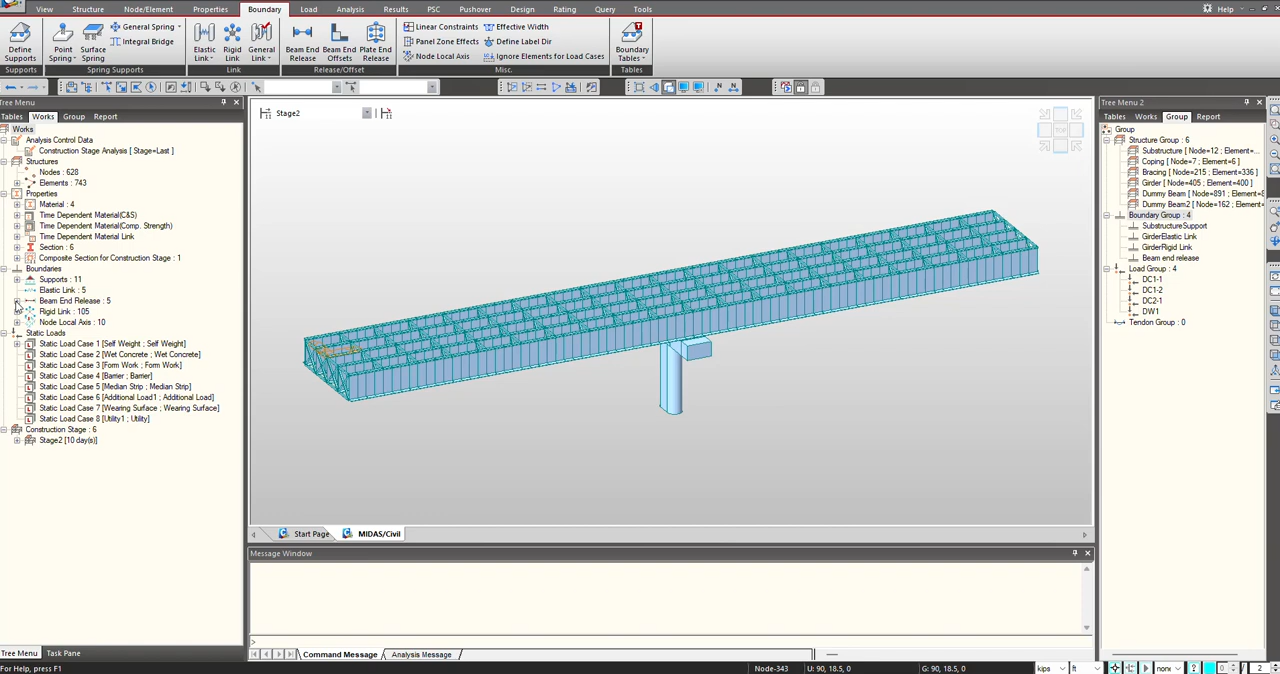 View Structure Node/Element Properties Boundary Load Analysis Results PSC Pushover Design Rating Query Tools Help
General Spring
Integral Bridge
Define Supports
Point Spring
Surface Spring
Elastic Link
Rigid Link
General Link
Beam End Release
Beam End Offsets
Plate End Release
Linear Constraints Effective Width
Panel Zone Effects Define Label Dir
Node Local Axis Ignore Elements for Load Cases
Boundary Tables
Supports Spring Supports Link Release/Offset Misc. Tables
Tree Menu
Tables Works Group Report
Works
Analysis Control Data
Construction Stage Analysis [ Stage=Last ]
Structures
Nodes : 628
Elements : 743
Properties
Material : 4
Time Dependent Material(C&S)
Time Dependent Material(Comp. Strength)
Time Dependent Material Link
Section : 6
Composite Section for Construction Stage : 1
Boundaries
Supports : 11
Elastic Link : 5
Beam End Release : 5
Rigid Link : 105
Node Local Axis : 10
Static Loads
Static Load Case 1 [Self Weight ; Self Weight]
Static Load Case 2 [Wet Concrete ; Wet Concrete]
Static Load Case 3 [Form Work ; Form Work]
Static Load Case 4 [Barrier ; Barrier]
Static Load Case 5 [Median Strip ; Median Strip]
Static Load Case 6 [Additional Load1 ; Additional Load]
Static Load Case 7 [Wearing Surface ; Wearing Surface]
Static Load Case 8 [Utility1 ; Utility]
Construction Stage : 6
Stage2 [10 day(s)]
Stage2
TOP
Start Page MIDAS/Civil
Message Window
>
Command Message Analysis Message
Tree Menu 2
Tables Works Group Report
Group
Structure Group : 6
Substructure [ Node=12 ; Element=...
Coping [ Node=7 ; Element=6 ]
Bracing [ Node=215 ; Element=336 ]
Girder [ Node=405 ; Element=400 ]
Dummy Beam [ Node=891 ; Element=
Dummy Beam2 [ Node=162 ; Element=
Boundary Group : 4
SubstructureSupport
GirderElastic Link
GirderRigid Link
Beam end release
Load Group : 4
DC1-1
DC1-2
DC2-1
DW1
Tendon Group : 0
Tree Menu Task Pane
For Help, press F1
Node-343 U: 90, 18.5, 0 G: 90, 18.5, 0 kips ft none 0 / 2